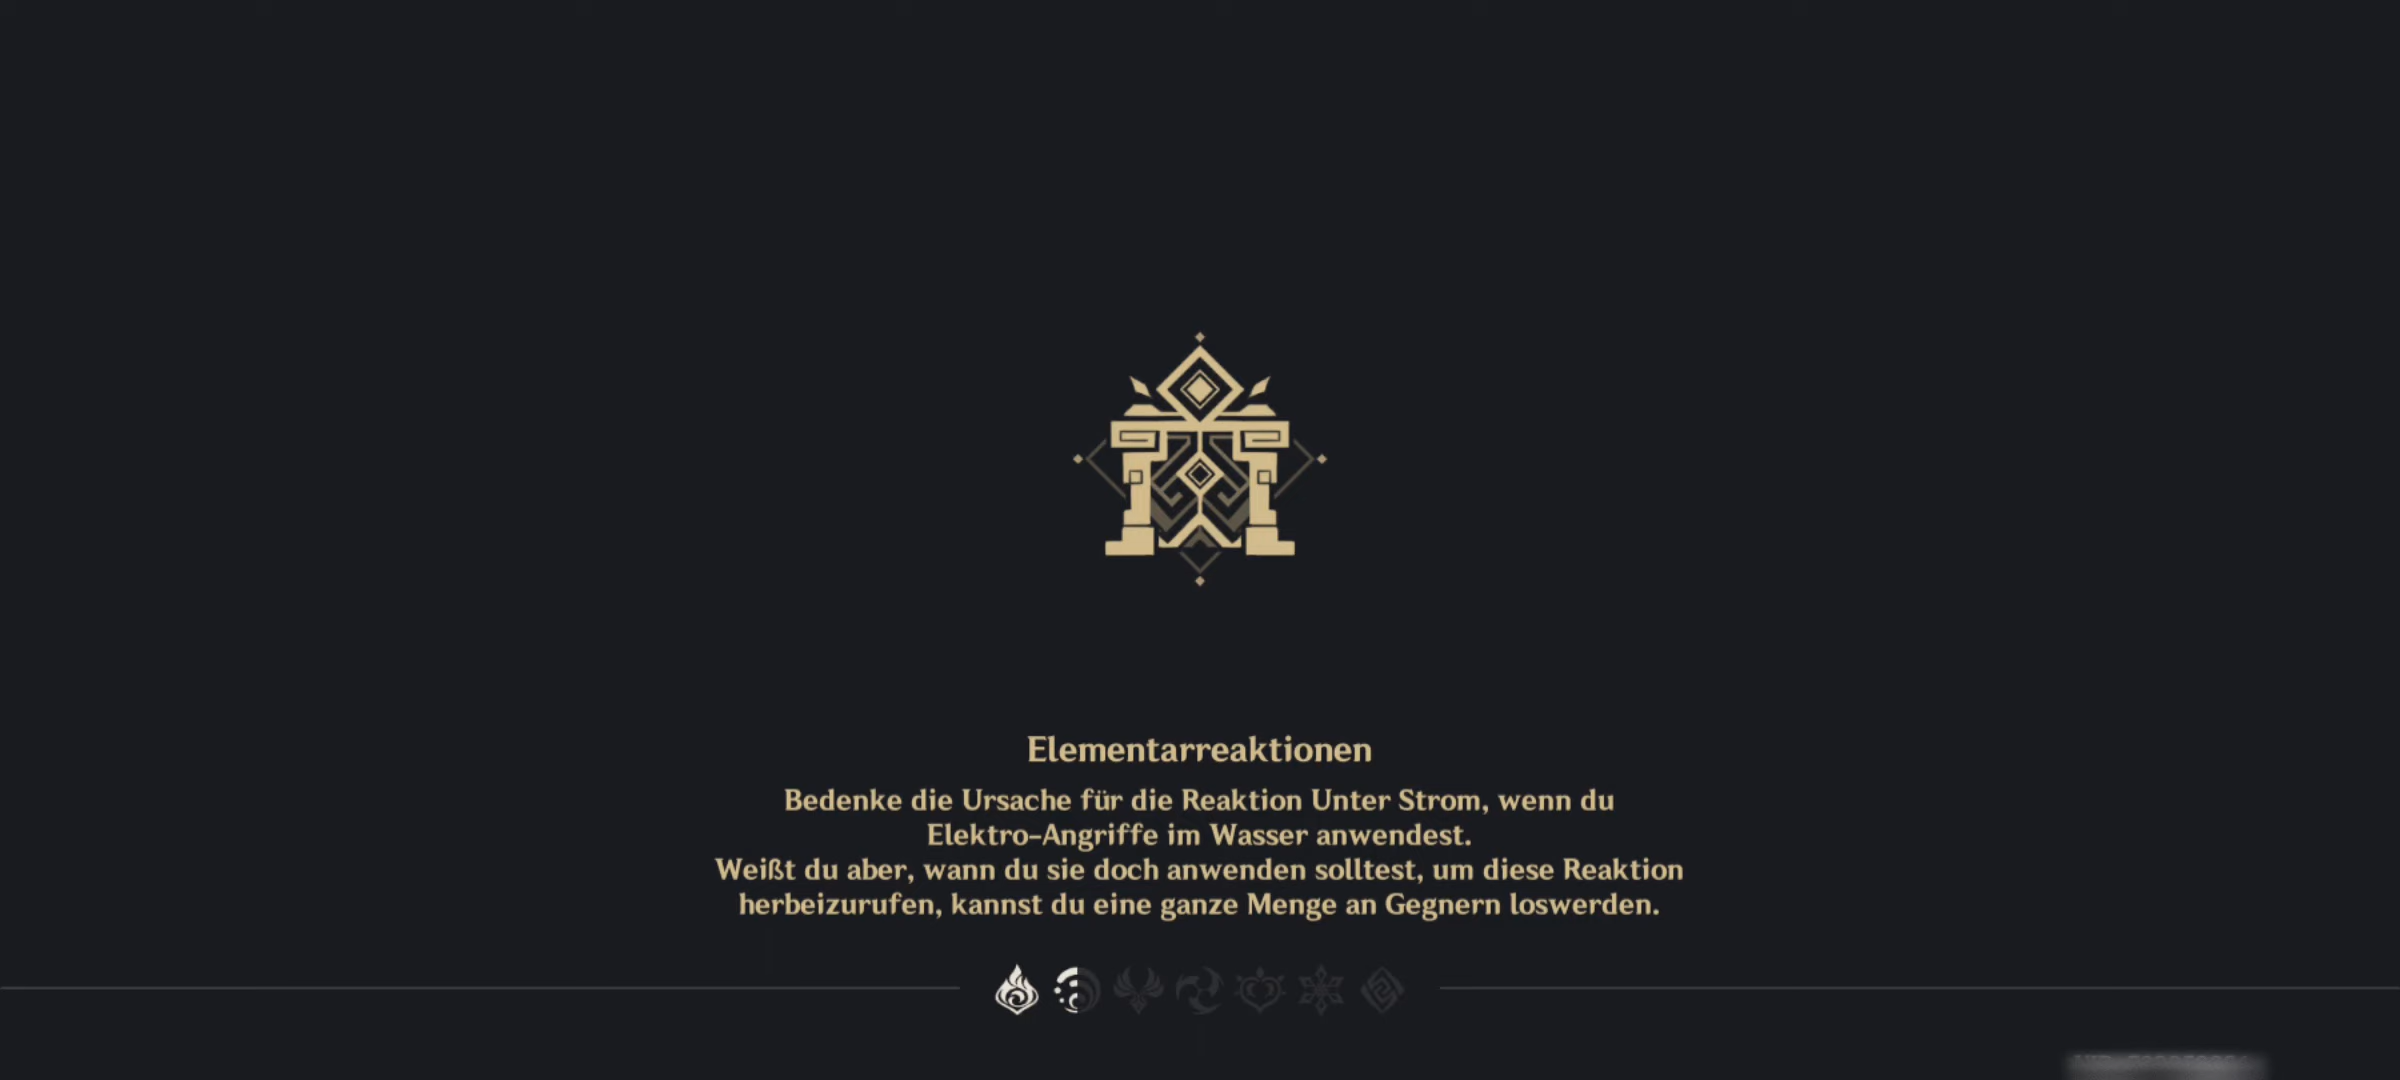 Elementarreaktionen
Bedenke die Ursache für die Reaktion Unter Strom, wenn du
Elektro-Angriffe im Wasser anwendest.
Weißt du aber, wann du sie doch anwenden solltest, um diese Reaktion
herbeizurufen, kannst du eine ganze Menge an Gegnern loswerden.